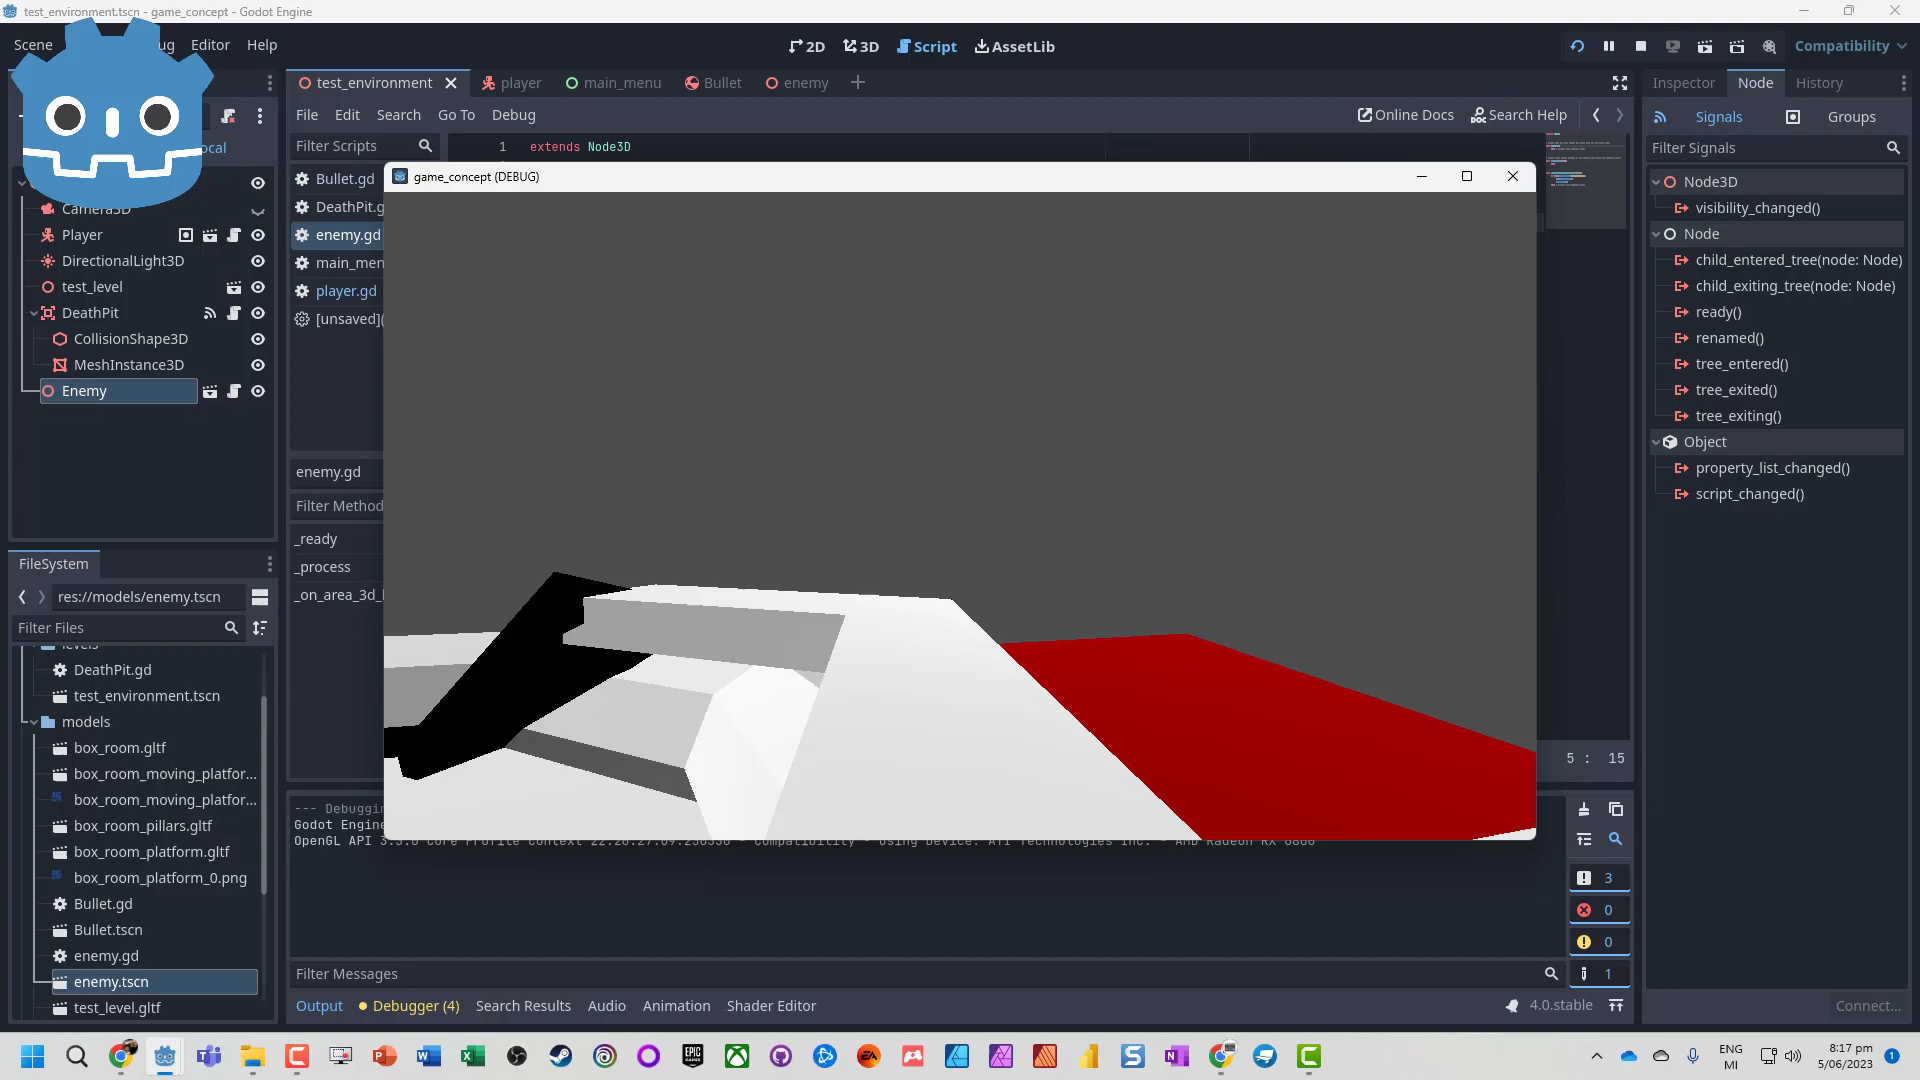 test_environment.tscn - game_concept - Godot Engine
Scene
ug
Editor
Help
2D
3D
Script
AssetLib
Compatibility
ocal
Camera3D
Player
DirectionalLight3D
test_level
DeathPit
CollisionShape3D
MeshInstance3D
Enemy
FileSystem
res://models/enemy.tscn
Filter Files
levels
DeathPit.gd
test_environment.tscn
models
box_room.gltf
box_room_moving_platfor...
box_room_moving_platfor...
box_room_pillars.gltf
box_room_platform.gltf
box_room_platform_0.png
Bullet.gd
Bullet.tscn
enemy.gd
enemy.tscn
test_level.gltf
test_environment
player
main_menu
Bullet
enemy
File
Edit
Search
Go To
Debug
Online Docs
Search Help
Filter Scripts
1
extends Node3D
Bullet.gd
DeathPit.g
enemy.gd
main_men
player.gd
[unsaved](
enemy.gd
Filter Method
_ready
_process
_on_area_3d_
game_concept (DEBUG)
5 : 15
--- Debuggin
Godot Engine
3
0
0
1
Filter Messages
Output
Debugger (4)
Search Results
Audio
Animation
Shader Editor
4.0.stable
Inspector
Node
History
Signals
Groups
Filter Signals
Node3D
visibility_changed()
Node
child_entered_tree(node: Node)
child_exiting_tree(node: Node)
ready()
renamed()
tree_entered()
tree_exited()
tree_exiting()
Object
property_list_changed()
script_changed()
Connect...
ENG
MI
8:17 pm
5/06/2023
1